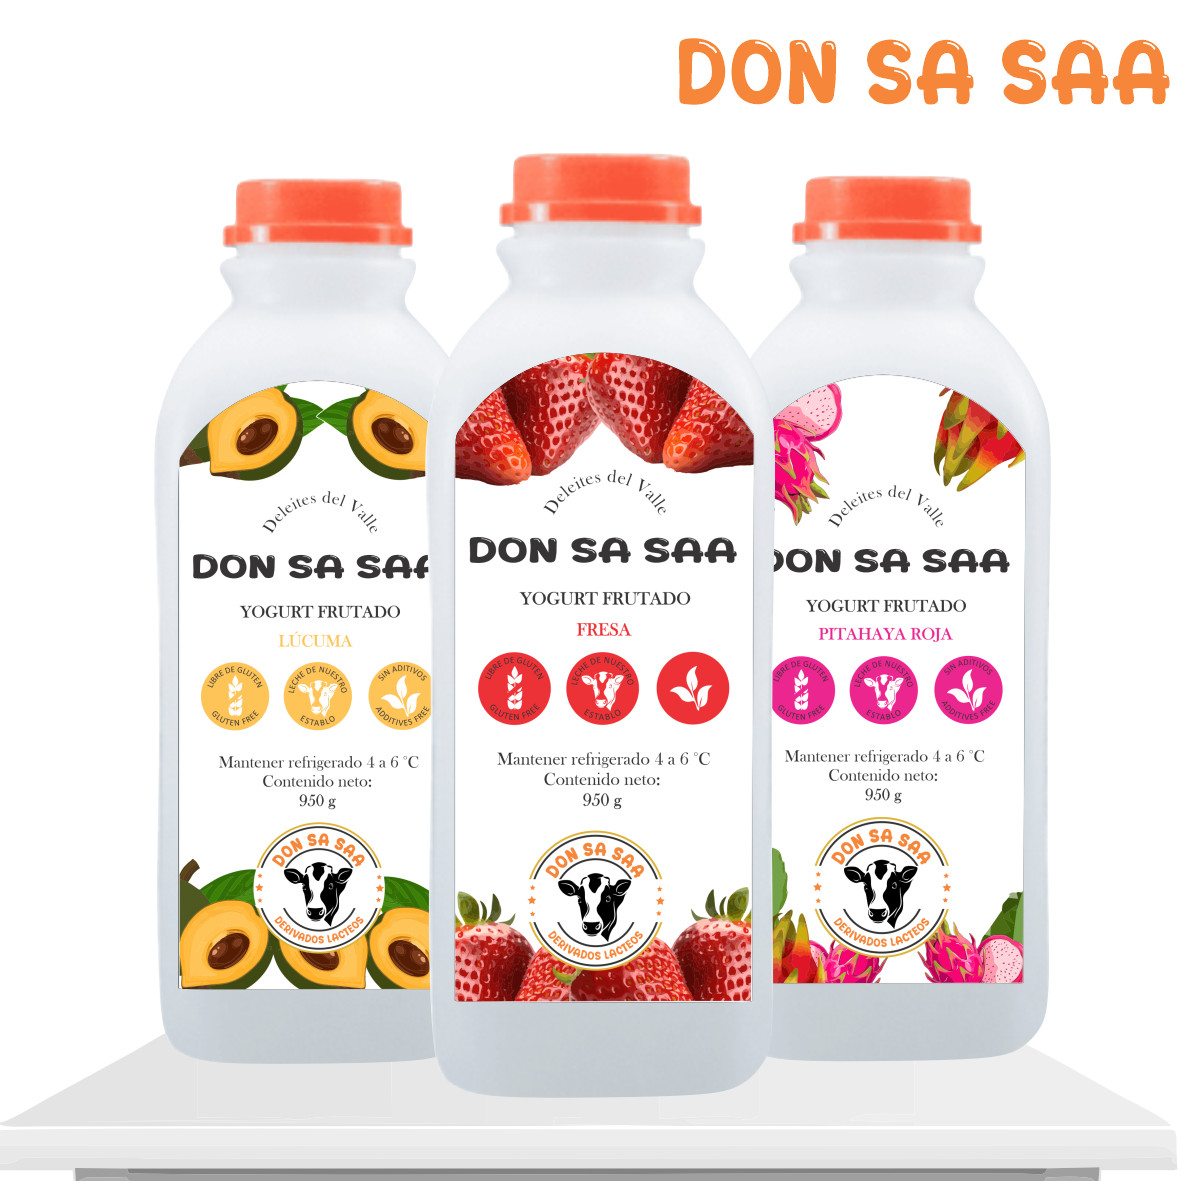 DON SA SAA
Deleites del Valle
DON SA SAA
YOGURT FRUTADO
LÚCUMA
LIBRE DE GLUTEN
GLUTEN FREE
LECHE DE NUESTRO
ESTABLO
SIN ADITIVOS
ADDITIVES FREE
Mantener refrigerado 4 a 6 °C
Contenido neto:
950 g
DON SA SAA
DERIVADOS LACTEOS
Deleites del Valle
DON SA SAA
YOGURT FRUTADO
FRESA
LIBRE DE GLUTEN
GLUTEN FREE
LECHE DE NUESTRO
ESTABLO
Mantener refrigerado 4 a 6 °C
Contenido neto:
950 g
DON SA SAA
DERIVADOS LACTEOS
Deleites del Valle
DON SA SAA
YOGURT FRUTADO
PITAHAYA ROJA
LIBRE DE GLUTEN
GLUTEN FREE
LECHE DE NUESTRO
ESTABLO
SIN ADITIVOS
ADDITIVES FREE
Mantener refrigerado 4 a 6 °C
Contenido neto:
950 g
DON SA SAA
DERIVADOS LACTEOS